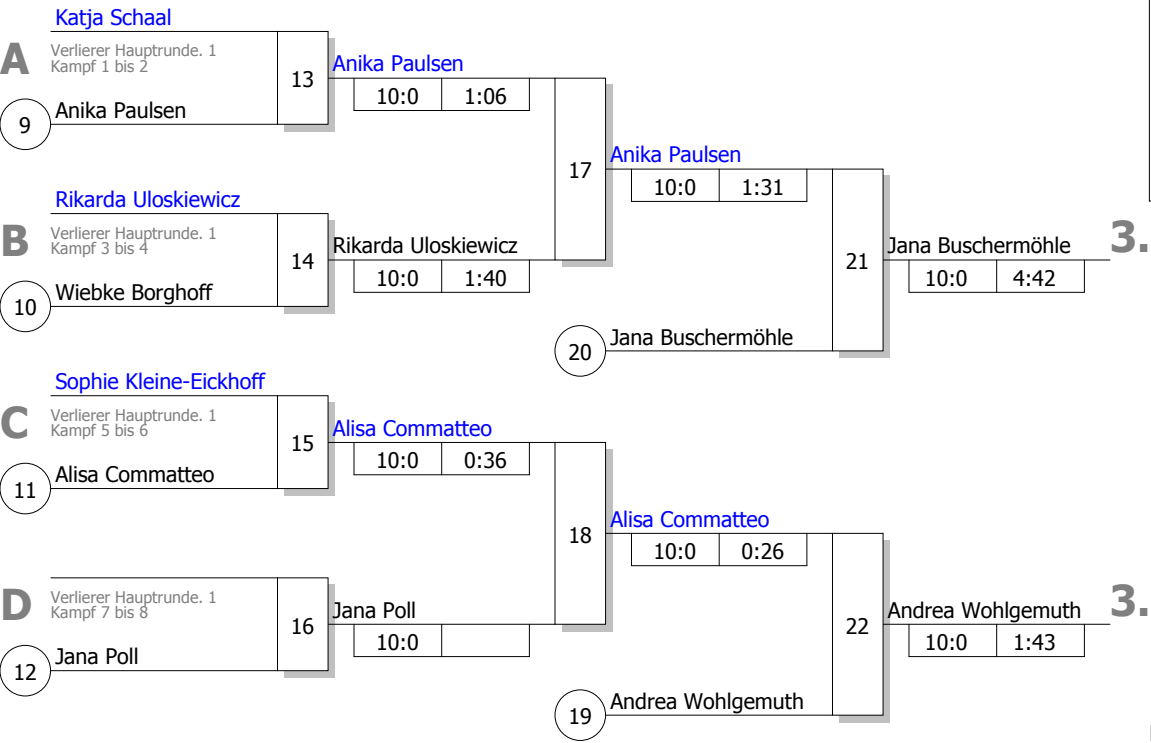 Katja Schaal
A
Verlierer Hauptrunde. 1
Kampf 1 bis 2
13
Anika Paulsen
10:0 1:06
9
Anika Paulsen
17
Anika Paulsen
10:0 1:31
Rikarda Uloskiewicz
B
Verlierer Hauptrunde. 1
Kampf 3 bis 4
14
Rikarda Uloskiewicz
10:0 1:40
10
Wiebke Borghoff
21
Jana Buschermöhle
10:0 4:42
3.
20
Jana Buschermöhle
Sophie Kleine-Eickhoff
C
Verlierer Hauptrunde. 1
Kampf 5 bis 6
15
Alisa Commatteo
10:0 0:36
11
Alisa Commatteo
18
Alisa Commatteo
10:0 0:26
D
Verlierer Hauptrunde. 1
Kampf 7 bis 8
16
Jana Poll
10:0
12
Jana Poll
22
Andrea Wohlgemuth
10:0 1:43
3.
19
Andrea Wohlgemuth